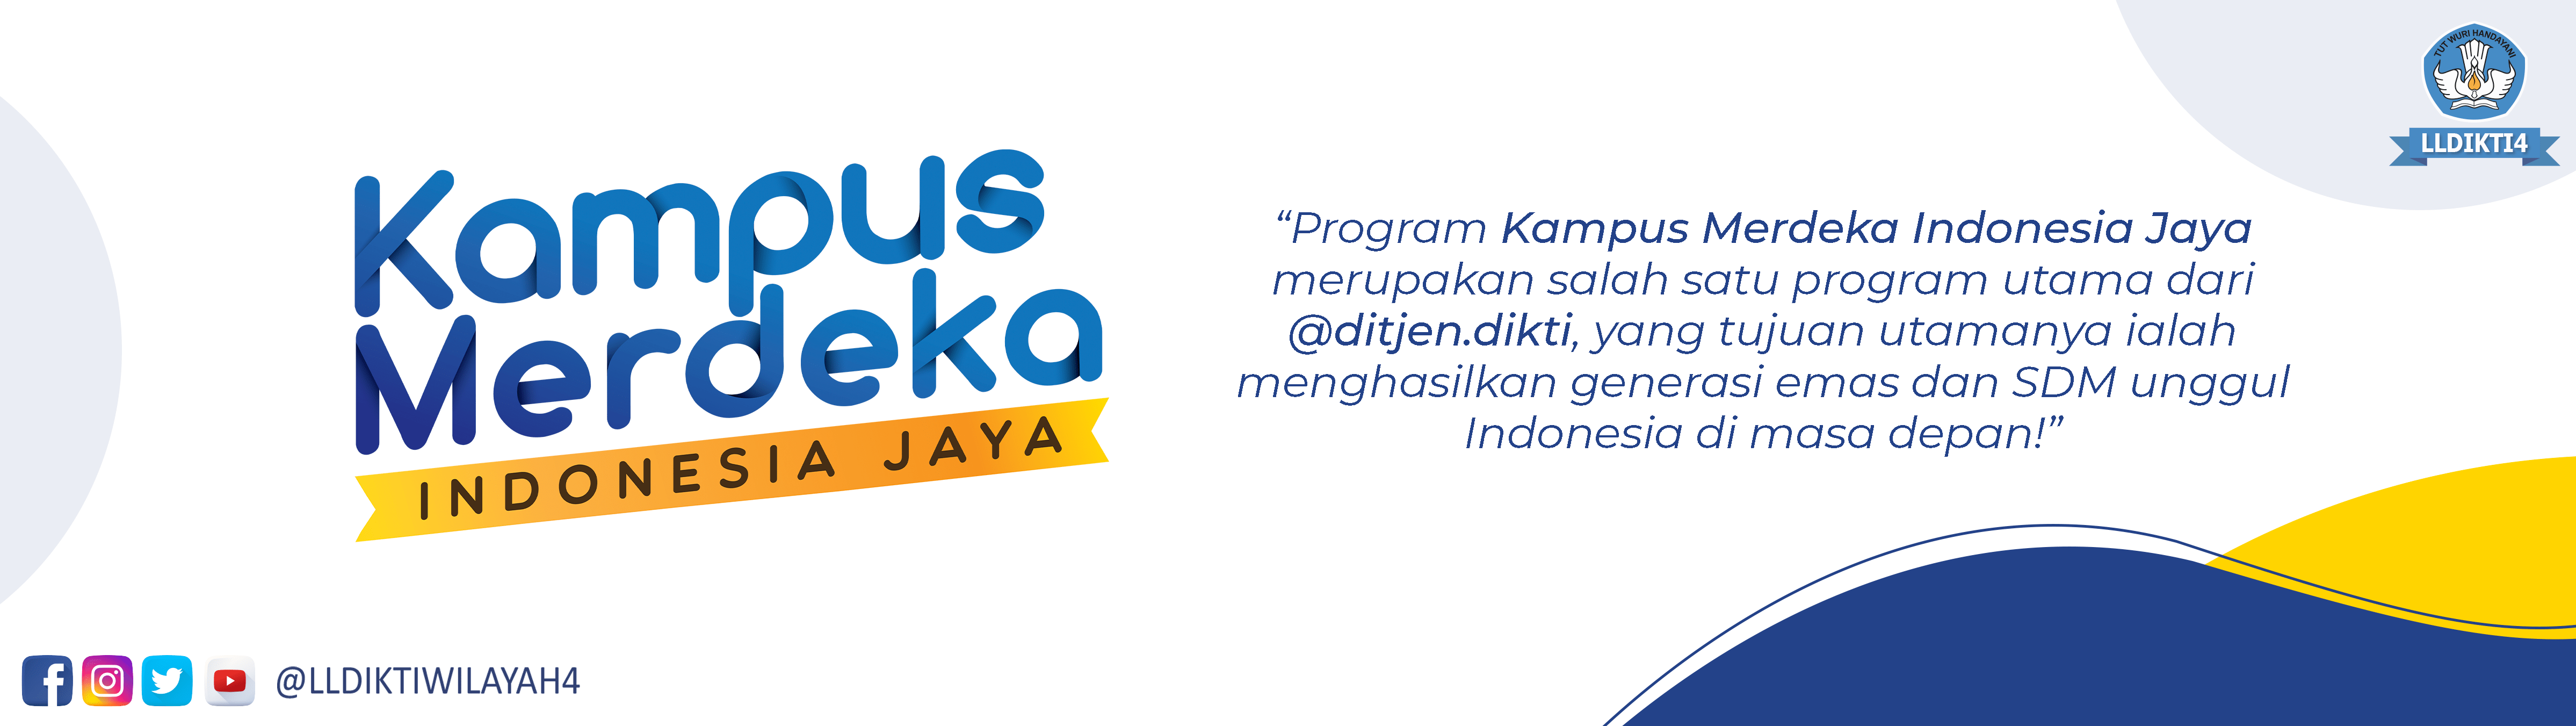 TUT WURI HANDAYANI
LLDIKTI4
Kampus
Merdeka
INDONESIA JAYA
“Program Kampus Merdeka Indonesia Jaya
merupakan salah satu program utama dari
@ditjen.dikti, yang tujuan utamanya ialah
menghasilkan generasi emas dan SDM unggul
Indonesia di masa depan!”
@LLDIKTIWILAYAH4